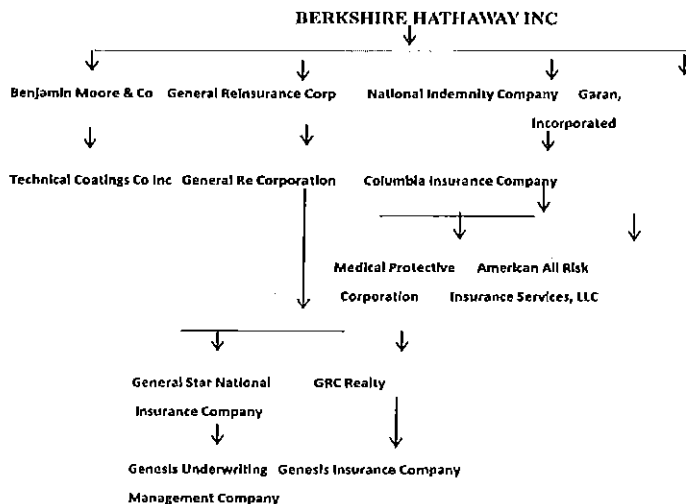 BERKSHIRE HATHAWAY INC
Benjamin Moore & Co General Reinsurance Corp National Indemnity Company Garan,
Incorporated
Technical Coatings Co Inc General Re Corporation Columbia Insurance Company
Medical Protective American All Risk
Corporation Insurance Services, LLC
General Star National GRC Realty
Insurance Company
Genesis Underwriting Genesis Insurance Company
Management Company